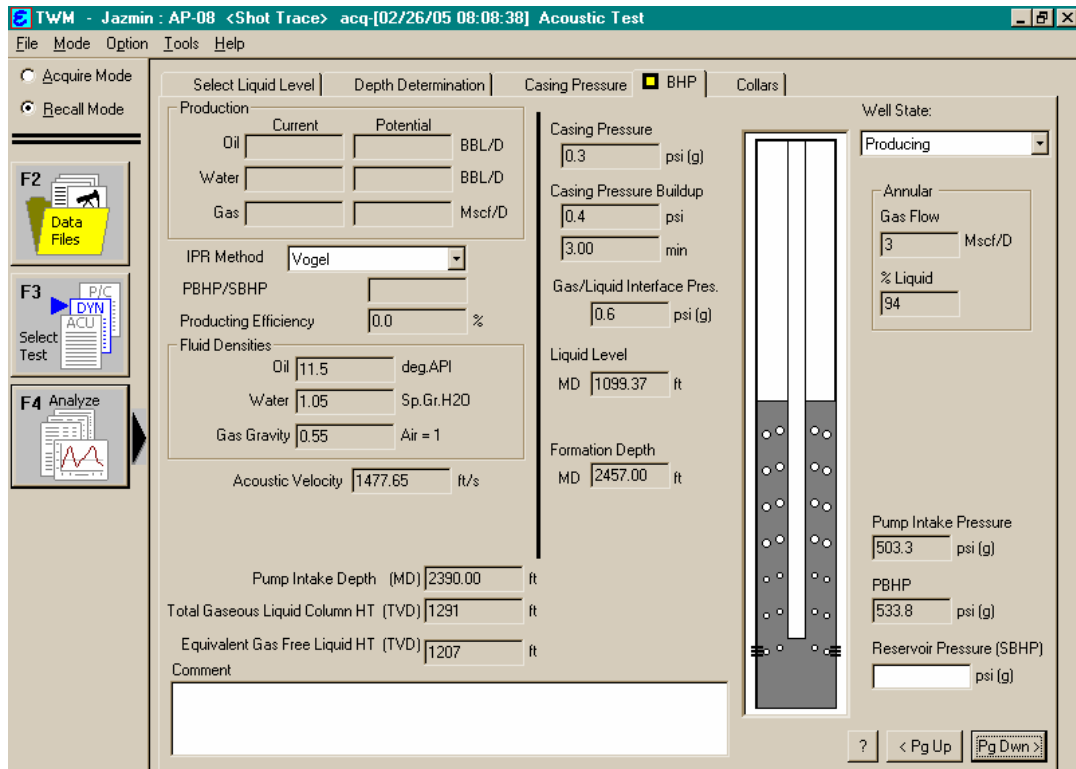 TWM - Jazmin : AP-08 <Shot Trace> acq-[02/26/05 08:08:38] Acoustic Test
File Mode Option Tools Help
Acquire Mode
Recall Mode
F2
Data
Files
F3
P/C
DYN
ACU
Select
Test
F4 Analyze
Select Liquid Level
Depth Determination
Casing Pressure
BHP
Collars
Production
Current Potential
Oil BBL/D
Water BBL/D
Gas Mscf/D
IPR Method Vogel
PBHP/SBHP
Producting Efficiency 0.0 %
Fluid Densities
Oil 11.5 deg.API
Water 1.05 Sp.Gr.H2O
Gas Gravity 0.55 Air = 1
Acoustic Velocity 1477.65 ft/s
Pump Intake Depth (MD) 2390.00 ft
Total Gaseous Liquid Column HT (TVD) 1291 ft
Equivalent Gas Free Liquid HT (TVD) 1207 ft
Comment
Casing Pressure
0.3 psi (g)
Casing Pressure Buildup
0.4 psi
3.00 min
Gas/Liquid Interface Pres.
0.6 psi (g)
Liquid Level
MD 1099.37 ft
Formation Depth
MD 2457.00 ft
Well State:
Producing
Annular
Gas Flow
3 Mscf/D
% Liquid
94
Pump Intake Pressure
503.3 psi (g)
PBHP
533.8 psi (g)
Reservoir Pressure (SBHP)
psi (g)
? < Pg Up Pg Dwn >